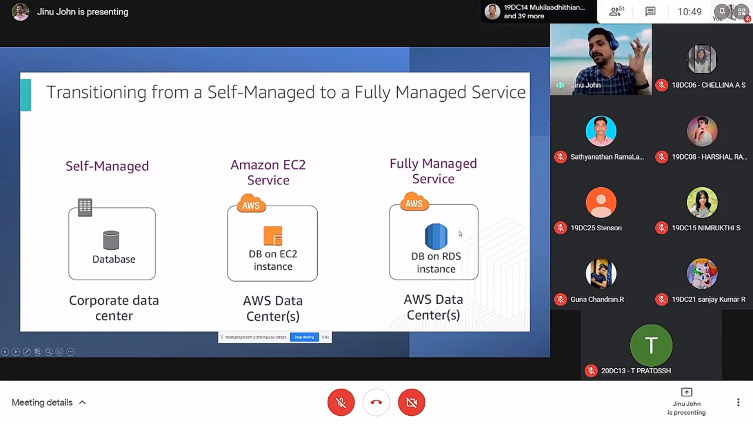 Jinu John is presenting
19DC14 Mukilaadhithian...
and 39 more
51
10:49
Transitioning from a Self-Managed to a Fully Managed Service
Self-Managed
Database
Corporate data
center
Amazon EC2
Service
AWS
DB on EC2
instance
AWS Data
Center(s)
Fully Managed
Service
AWS
DB on RDS
instance
AWS Data
Center(s)
Stop sharing
Jinu John
18DC06 - CHELLINA A S
Sathyanathan RamaLa...
19DC08 - HARSHAL RA...
19DC25 Stenson
19DC15 NIMRUKTHI S
Guna Chandran.R
19DC21 sanjay Kumar R
T
20DC13 - T PRATOSSH
Meeting details
Jinu John
is presenting